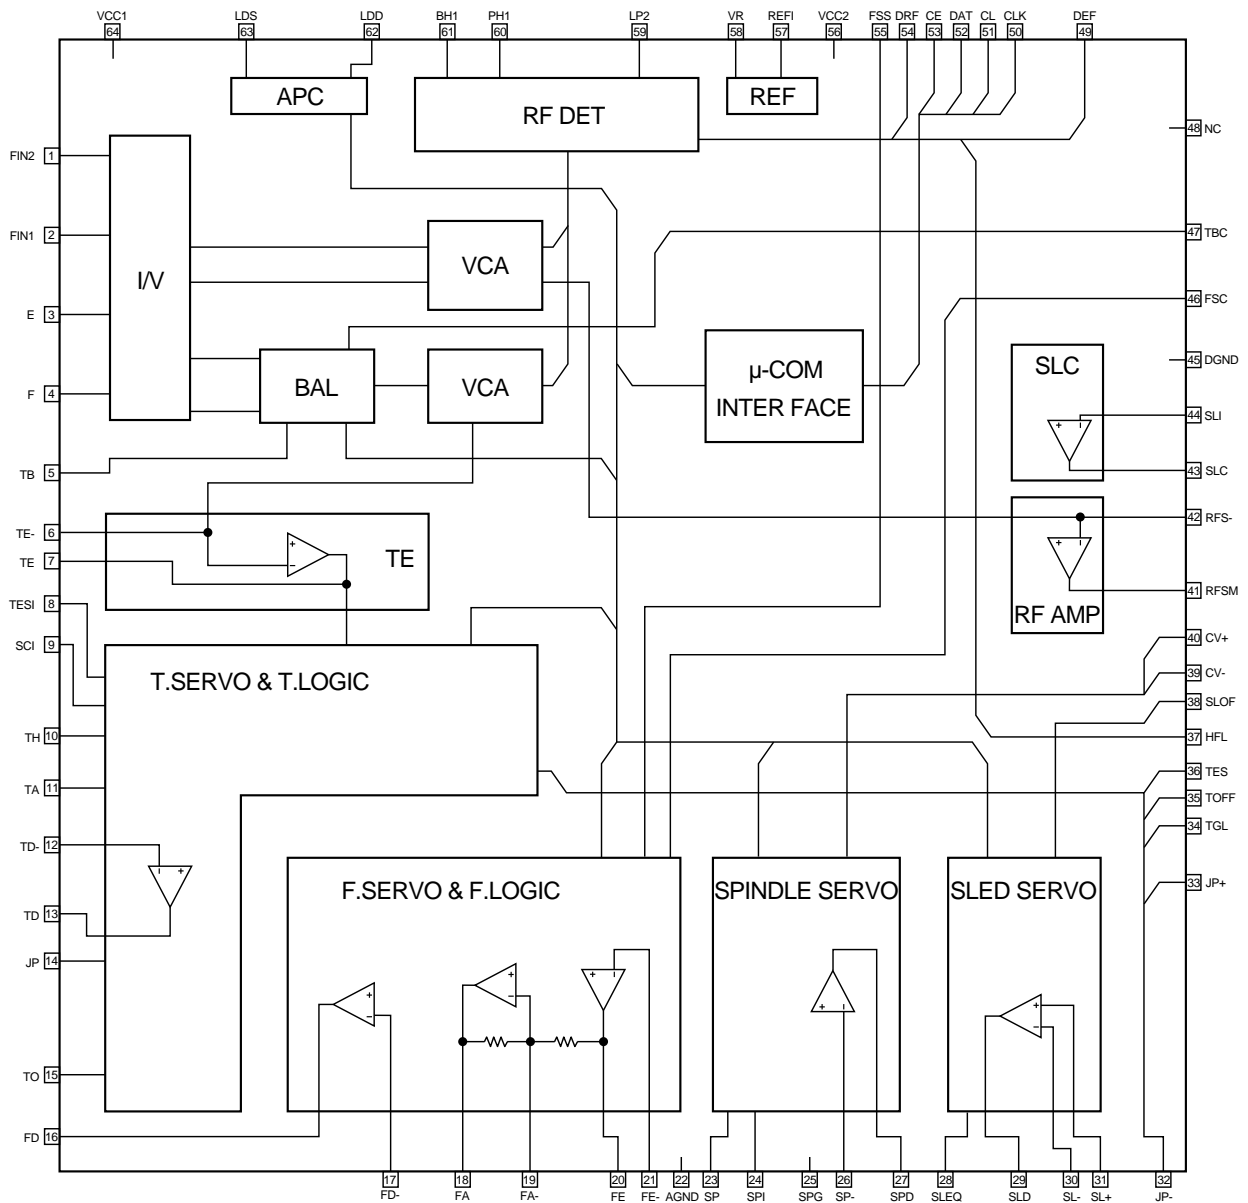 VCC1 LDS LDD BH1 PH1 LP2 VR REFI VCC2 FSS DRF CE DAT CL CLK DEF
64 63 62 61 60 59 58 57 56 55 54 53 52 51 50 49
APC
RF DET
REF
FIN2 1
48 NC
FIN1 2
47 TBC
I/V
VCA
46 FSC
E 3
SLC
45 DGND
µ-COM
INTER FACE
F 4
BAL
VCA
+ -
44 SLI
TB 5
43 SLC
42 RFS-
TE- 6
+
-
TE
+ -
TE 7
41 RFSM
TESI 8
RF AMP
SCI 9
40 CV+
39 CV-
T.SERVO & T.LOGIC
38 SLOF
TH 10
37 HFL
36 TES
TA 11
35 TOFF
34 TGL
TD- 12
- +
33 JP+
F.SERVO & F.LOGIC
SPINDLE SERVO
SLED SERVO
TD 13
JP 14
+ -
+
-
+
-
+ -
+
-
TO 15
FD 16
17 18 19 20 21 22 23 24 25 26 27 28 29 30 31 32
FD- FA FA- FE FE- AGND SP SPI SPG SP- SPD SLEQ SLD SL- SL+ JP-